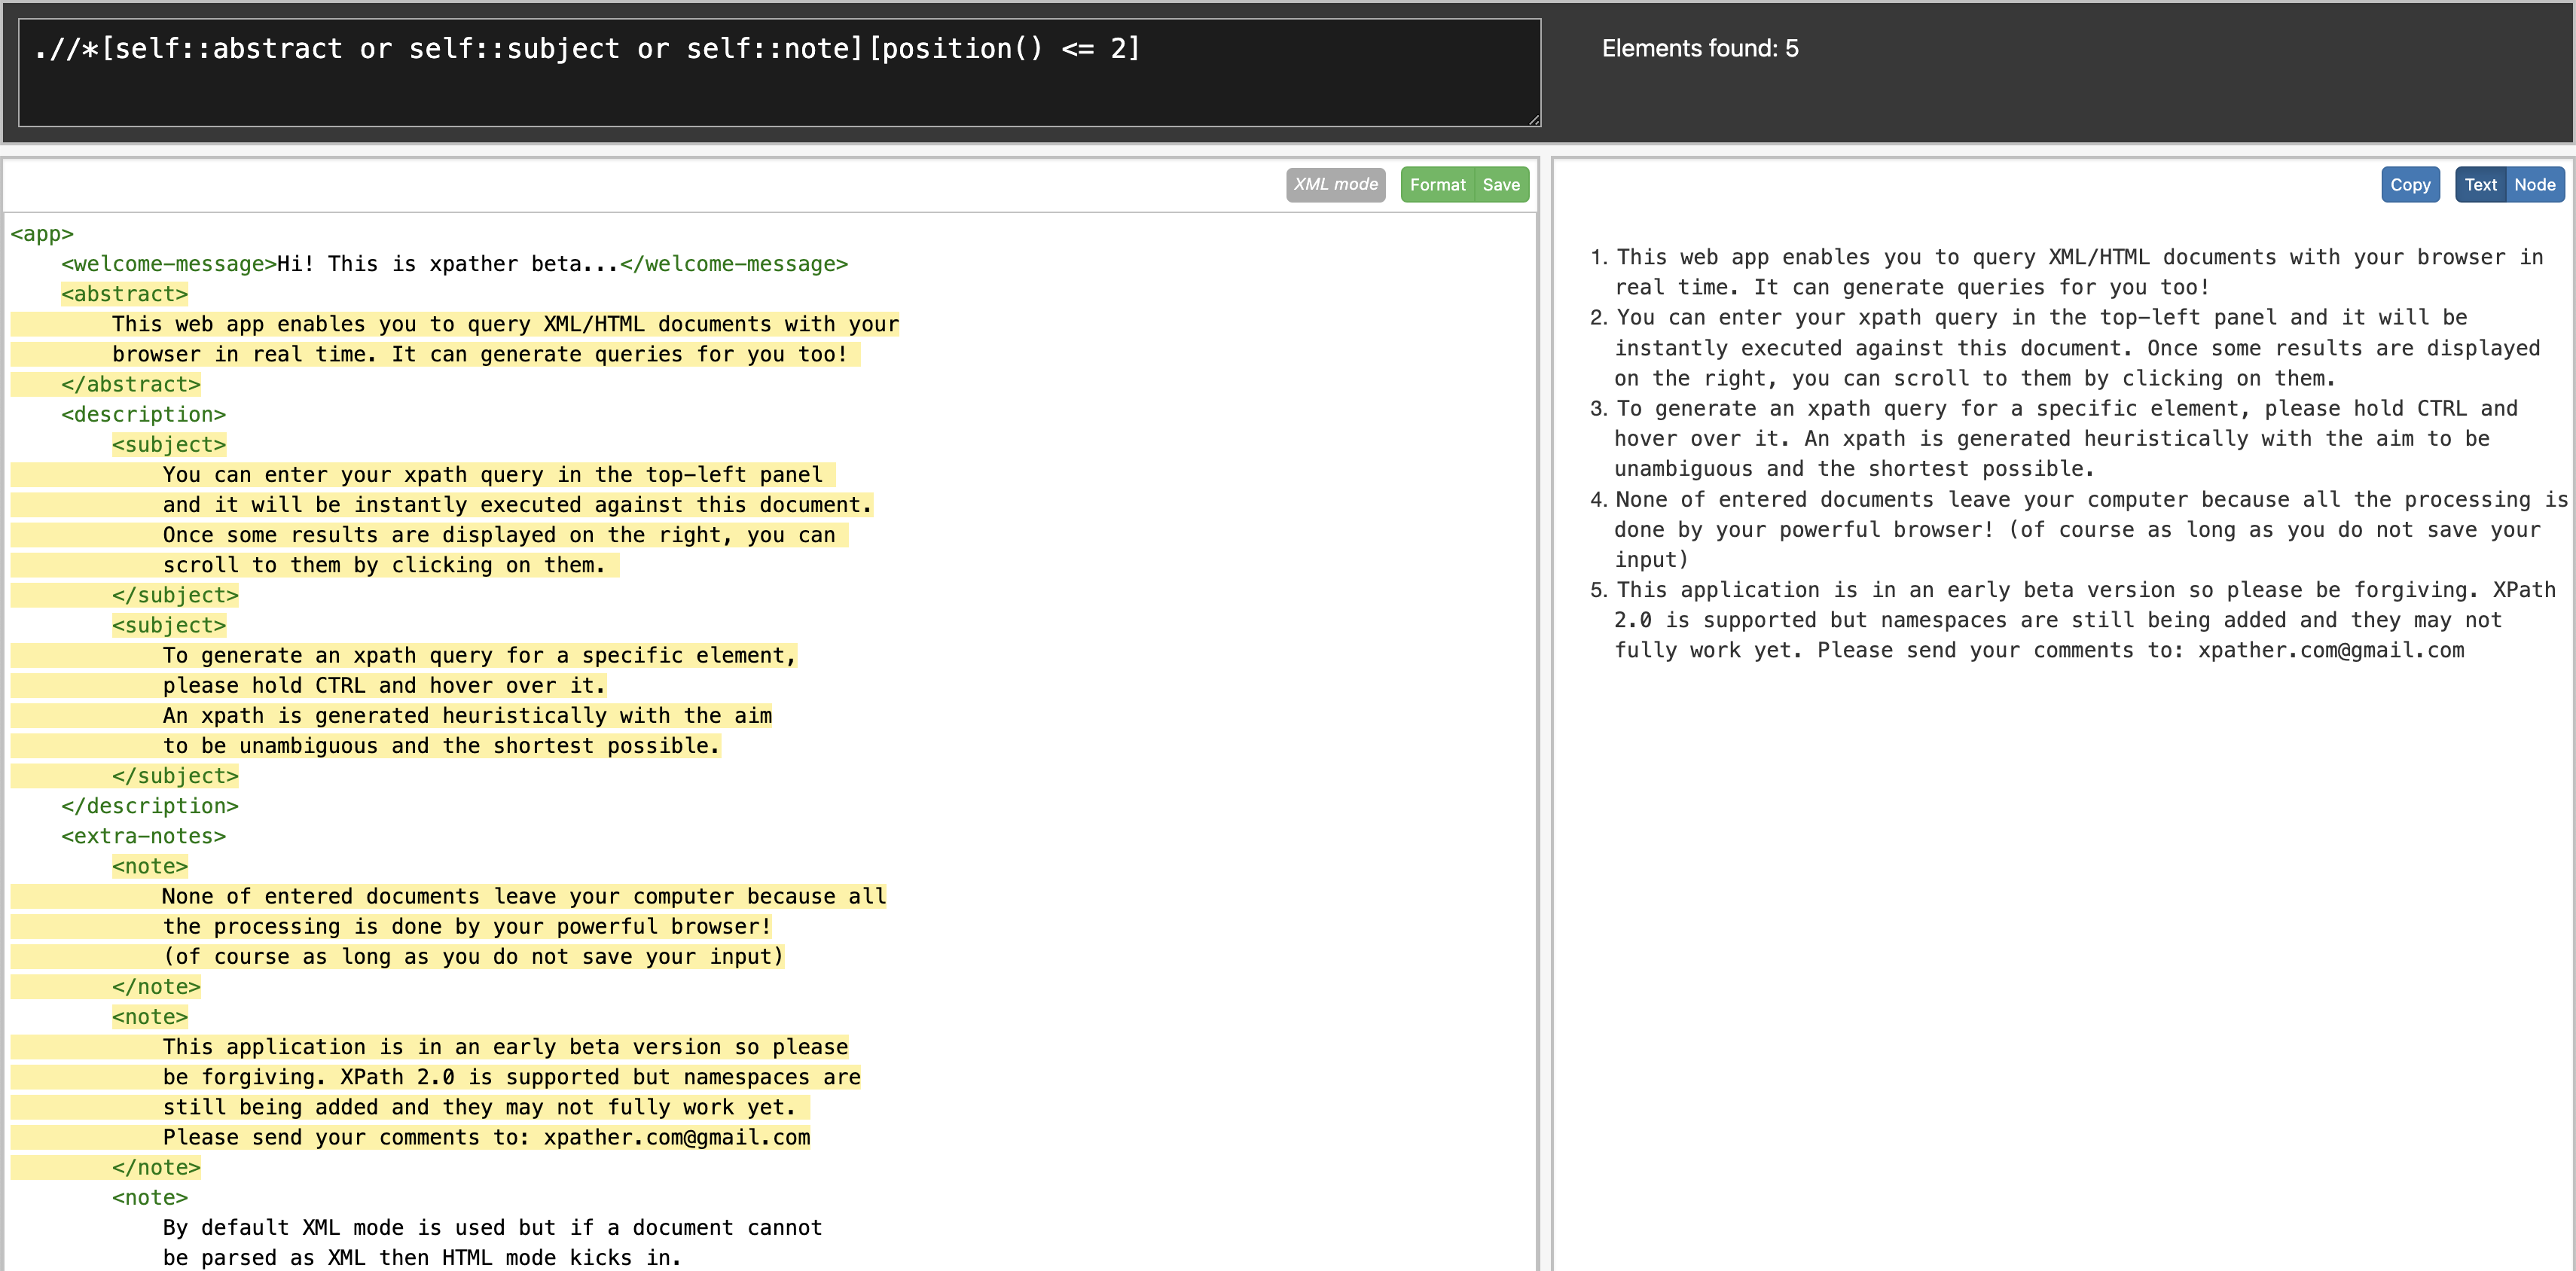 .//*[self::abstract or self::subject or self::note][position() <= 2]
Elements found: 5
XML mode
Format
Save
<app>
<welcome-message>Hi! This is xpather beta...</welcome-message>
<abstract>
This web app enables you to query XML/HTML documents with your
browser in real time. It can generate queries for you too!
</abstract>
<description>
<subject>
You can enter your xpath query in the top-left panel
and it will be instantly executed against this document.
Once some results are displayed on the right, you can
scroll to them by clicking on them.
</subject>
<subject>
To generate an xpath query for a specific element,
please hold CTRL and hover over it.
An xpath is generated heuristically with the aim
to be unambiguous and the shortest possible.
</subject>
</description>
<extra-notes>
<note>
None of entered documents leave your computer because all
the processing is done by your powerful browser!
(of course as long as you do not save your input)
</note>
<note>
This application is in an early beta version so please
be forgiving. XPath 2.0 is supported but namespaces are
still being added and they may not fully work yet.
Please send your comments to: xpather.com@gmail.com
</note>
<note>
By default XML mode is used but if a document cannot
be parsed as XML then HTML mode kicks in.
Copy
Text
Node
1. This web app enables you to query XML/HTML documents with your browser in
real time. It can generate queries for you too!
2. You can enter your xpath query in the top-left panel and it will be
instantly executed against this document. Once some results are displayed
on the right, you can scroll to them by clicking on them.
3. To generate an xpath query for a specific element, please hold CTRL and
hover over it. An xpath is generated heuristically with the aim to be
unambiguous and the shortest possible.
4. None of entered documents leave your computer because all the processing is
done by your powerful browser! (of course as long as you do not save your
input)
5. This application is in an early beta version so please be forgiving. XPath
2.0 is supported but namespaces are still being added and they may not
fully work yet. Please send your comments to: xpather.com@gmail.com